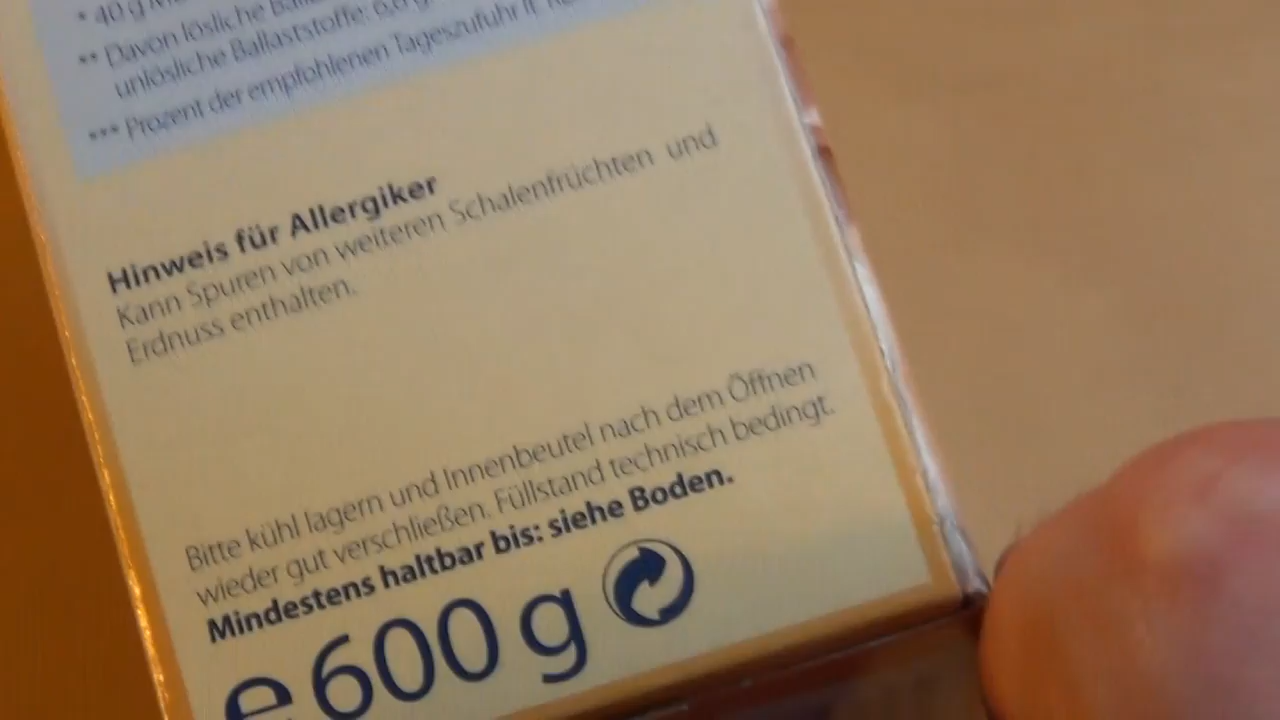 * 40 g
** Davon lösliche
unlösliche Ballaststoffe: 6,0 g
*** Prozent der empfohlenen Tageszufuhr
Hinweis für Allergiker
Kann Spuren von weiteren Schalenfrüchten und
Erdnuss enthalten.
Bitte kühl lagern und Innenbeutel nach dem Öffnen
wieder gut verschließen. Füllstand technisch bedingt.
Mindestens haltbar bis: siehe Boden.
e 600 g